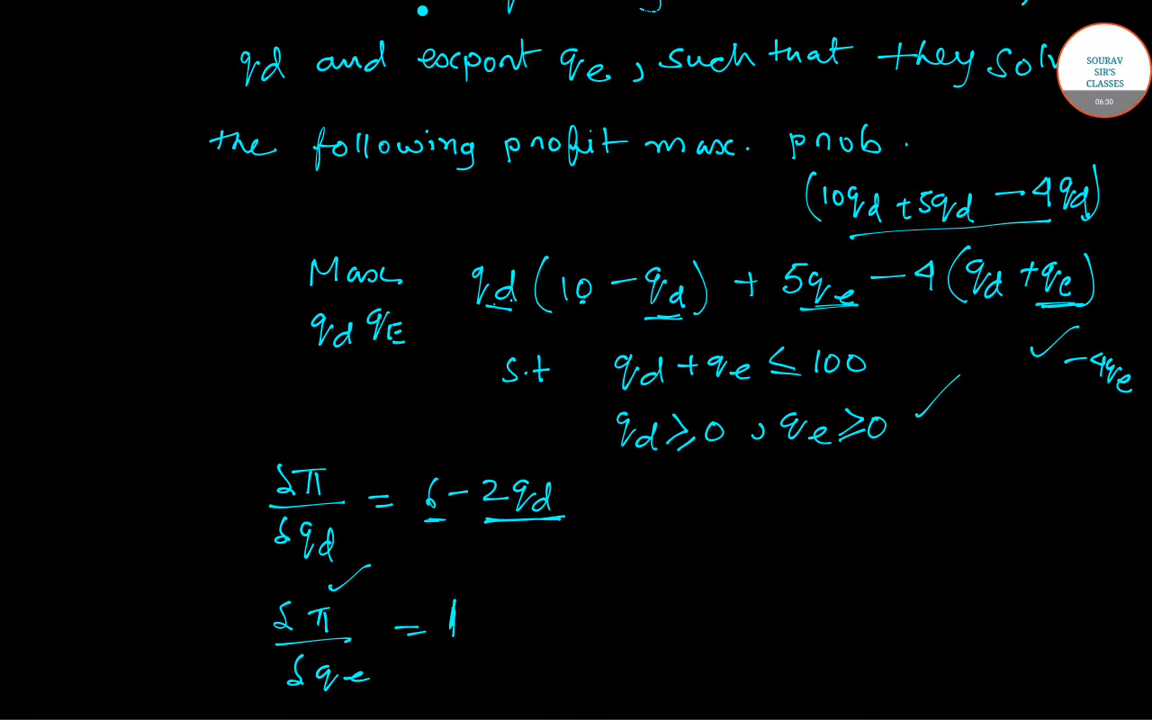 qd and export qe, such that they solv
SOURAV
SIR'S
CLASSES
06:30
the following profit max. prob.
(10qd + 5qd - 4qd)
Max qd (10 - qd) + 5qe - 4 (qd + qe)
qd qE
s.t qd + qe ≤ 100
- 4qe
qd ≥ 0, qe ≥ 0
δπ/δqd = 6 - 2qd
δπ/δqe = 1